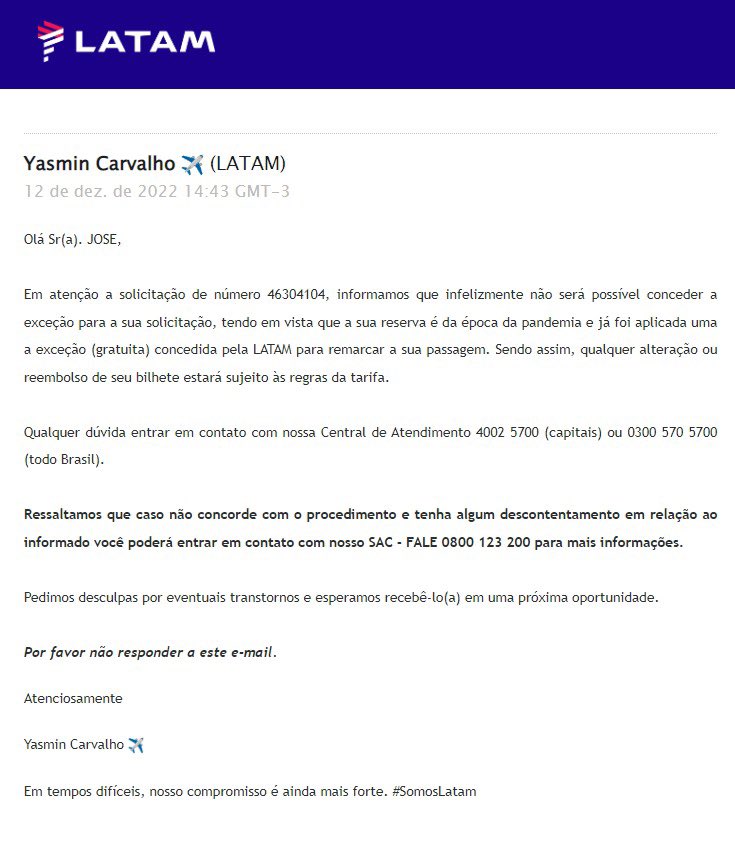 LATAM
Yasmin Carvalho ✈️ (LATAM)
12 de dez. de 2022 14:43 GMT-3
Olá Sr(a). JOSE,
Em atenção a solicitação de número 46304104, informamos que infelizmente não será possível conceder a
exceção para a sua solicitação, tendo em vista que a sua reserva é da época da pandemia e já foi aplicada uma
a exceção (gratuita) concedida pela LATAM para remarcar a sua passagem. Sendo assim, qualquer alteração ou
reembolso de seu bilhete estará sujeito às regras da tarifa.
Qualquer dúvida entrar em contato com nossa Central de Atendimento 4002 5700 (capitais) ou 0300 570 5700
(todo Brasil).
Ressaltamos que caso não concorde com o procedimento e tenha algum descontentamento em relação ao
informado você poderá entrar em contato com nosso SAC - FALE 0800 123 200 para mais informações.
Pedimos desculpas por eventuais transtornos e esperamos recebê-lo(a) em uma próxima oportunidade.
Por favor não responder a este e-mail.
Atenciosamente
Yasmin Carvalho ✈️
Em tempos difíceis, nosso compromisso é ainda mais forte. #SomosLatam